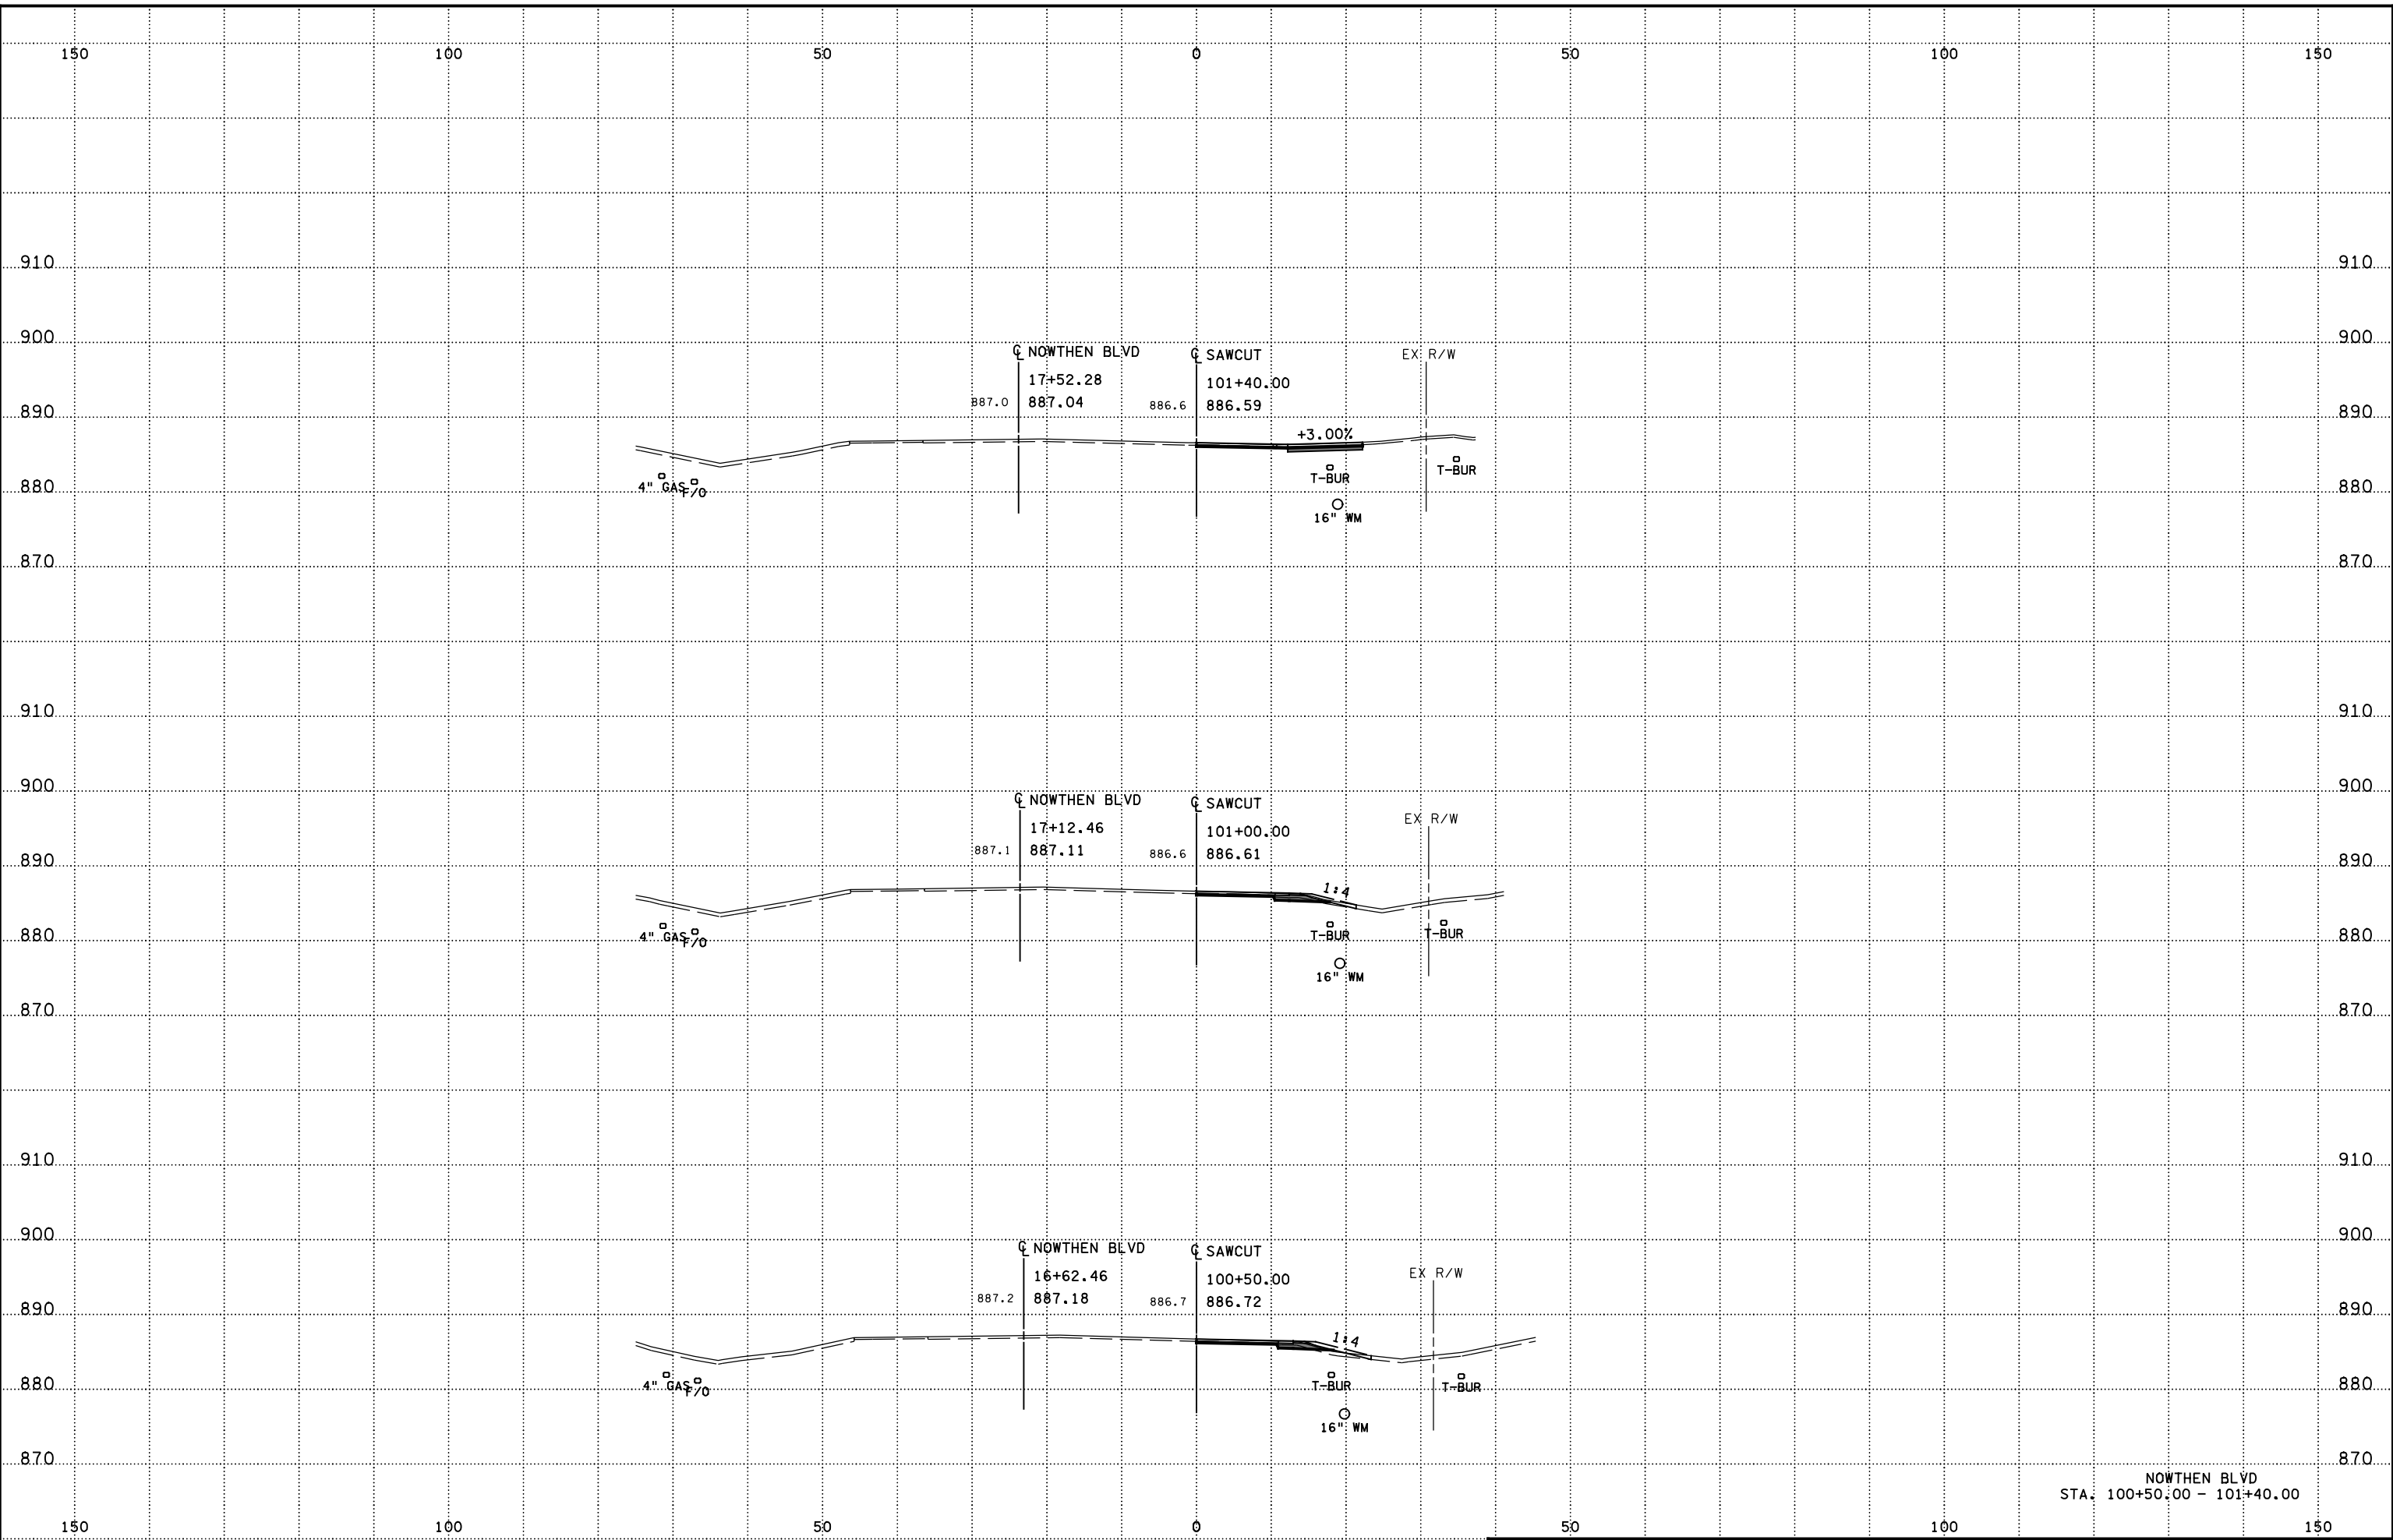 150 100 50 0 50 100 150
910 910
900 900
℄ NOWTHEN BLVD ℄ SAWCUT EX R/W
17+52.28 101+40.00
887.0 887.04 886.6 886.59
890 890
+3.00%
4" GAS F/O T-BUR T-BUR
880 880
16" WM
870 870
910 910
900 900
℄ NOWTHEN BLVD ℄ SAWCUT EX R/W
17+12.46 101+00.00
887.1 887.11 886.6 886.61
890 890
1:4
4" GAS F/O T-BUR T-BUR
880 880
16" WM
870 870
910 910
900 900
℄ NOWTHEN BLVD ℄ SAWCUT EX R/W
16+62.46 100+50.00
887.2 887.18 886.7 886.72
890 890
1:4
4" GAS F/O T-BUR T-BUR
880 880
16" WM
870 870
NOWTHEN BLVD
STA. 100+50.00 - 101+40.00
150 100 50 0 50 100 150